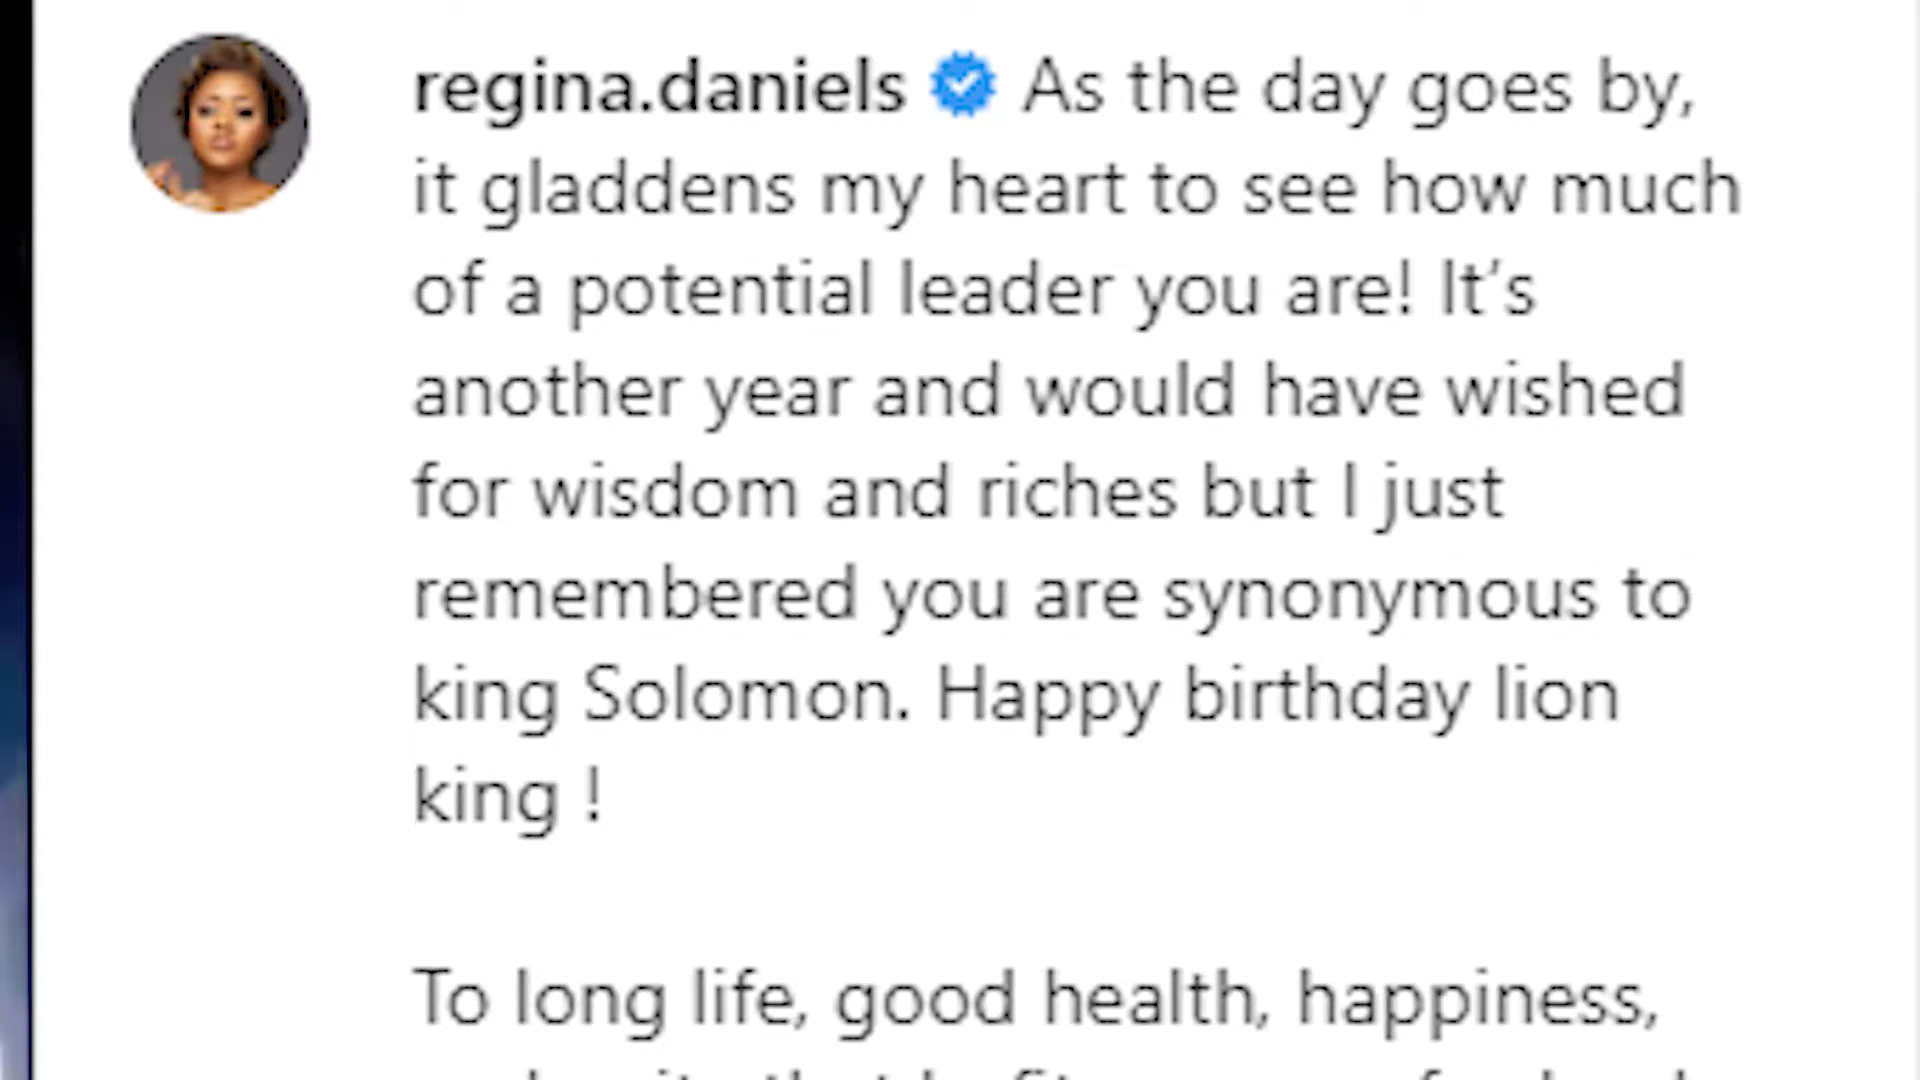 regina.daniels As the day goes by,
it gladdens my heart to see how much
of a potential leader you are! It’s
another year and would have wished
for wisdom and riches but I just
remembered you are synonymous to
king Solomon. Happy birthday lion
king !
To long life, good health, happiness,